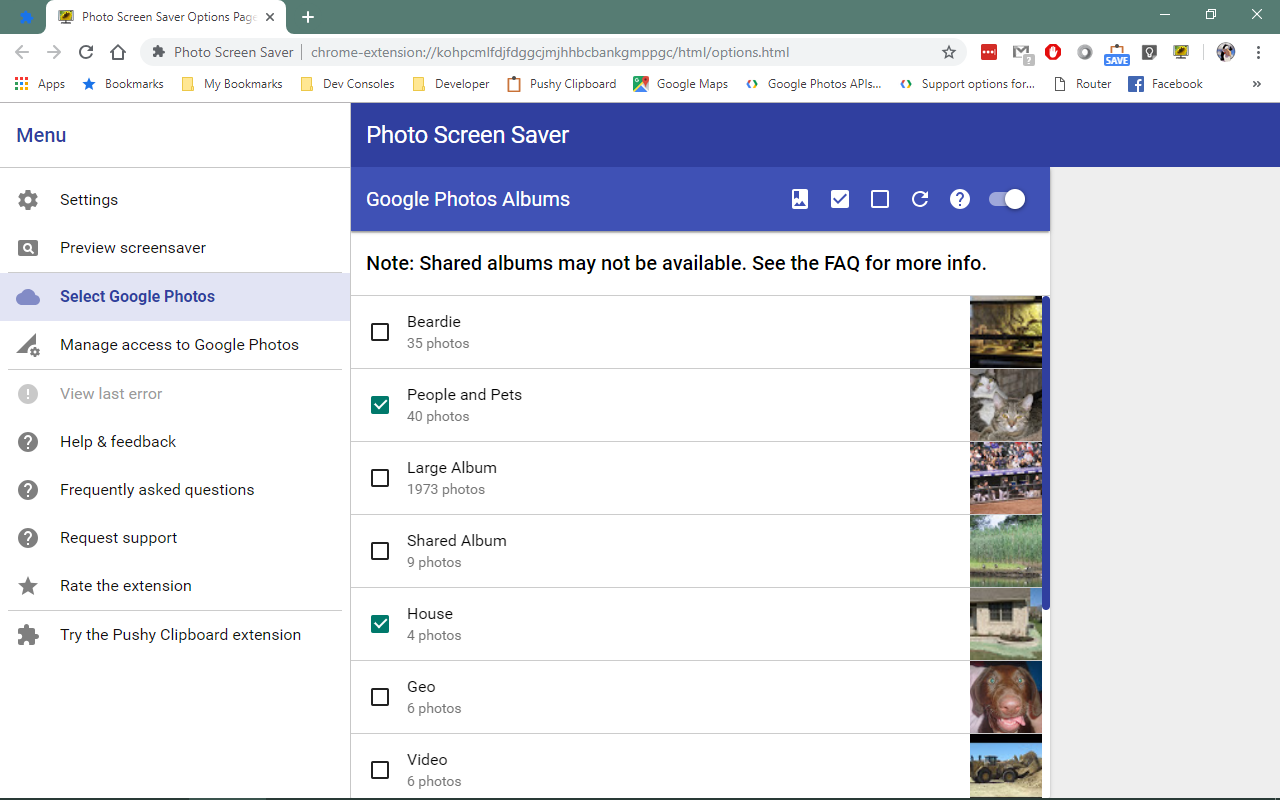 Photo Screen Saver Options Page
Photo Screen Saver | chrome-extension://kohpcmlfdjfdggcjmjhhbcbankgmppgc/html/options.html
?
SAVE
Apps
My Bookmarks
Bookmarks
Dev Consoles
Developer
Pushy Clipboard
Google Maps
Google Photos APIs...
Support options for...
Router
Facebook
»
Menu
Settings
Preview screensaver
Select Google Photos
Manage access to Google Photos
View last error
Help & feedback
Frequently asked questions
Request support
Rate the extension
Try the Pushy Clipboard extension
Photo Screen Saver
Google Photos Albums
Note: Shared albums may not be available. See the FAQ for more info.
Beardie
35 photos
People and Pets
40 photos
Large Album
1973 photos
Shared Album
9 photos
House
4 photos
Geo
6 photos
Video
6 photos